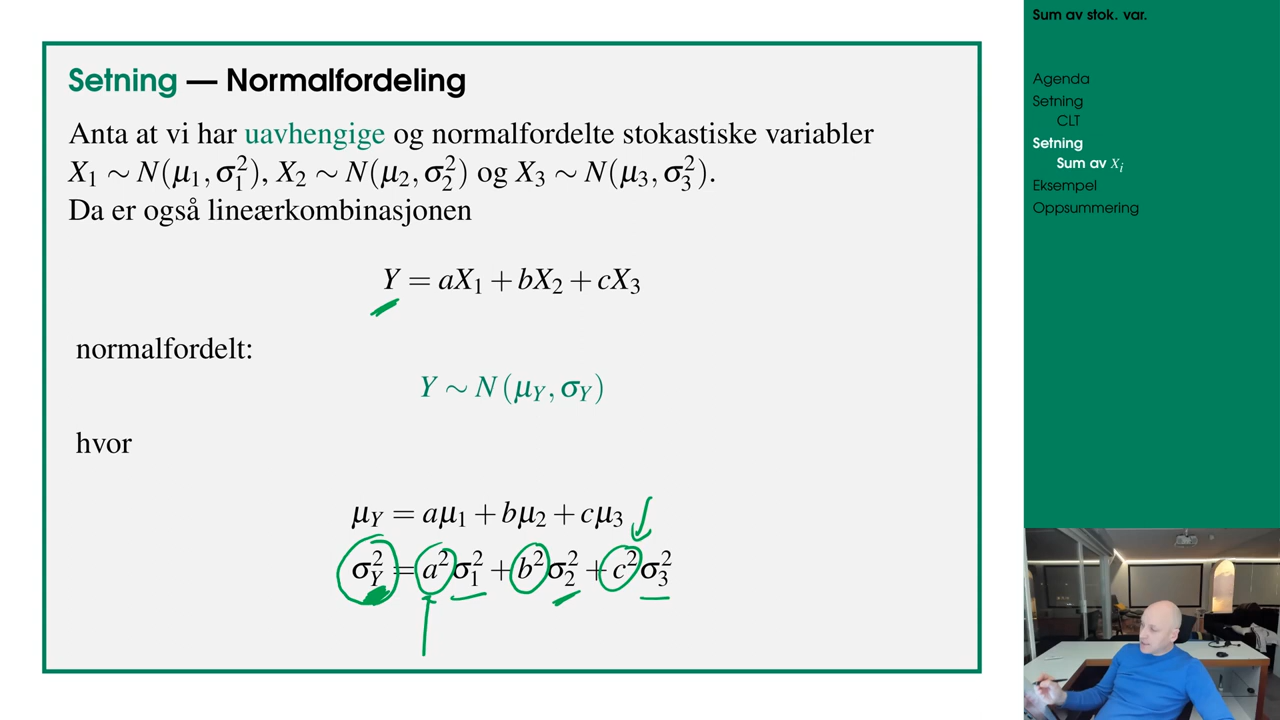 Setning — Normalfordeling
Anta at vi har uavhengige og normalfordelte stokastiske variabler
X₁ ∼ N(μ₁, σ₁²), X₂ ∼ N(μ₂, σ₂²) og X₃ ∼ N(μ₃, σ₃²).
Da er også lineærkombinasjonen
Y = aX₁ + bX₂ + cX₃
normalfordelt:
Y ∼ N (μ_Y, σ_Y)
hvor
μ_Y = aμ₁ + bμ₂ + cμ₃
σ_Y² = a²σ₁² + b²σ₂² + c²σ₃²
Sum av stok. var.
Agenda
Setning
CLT
Setning
Sum av Xᵢ
Eksempel
Oppsummering